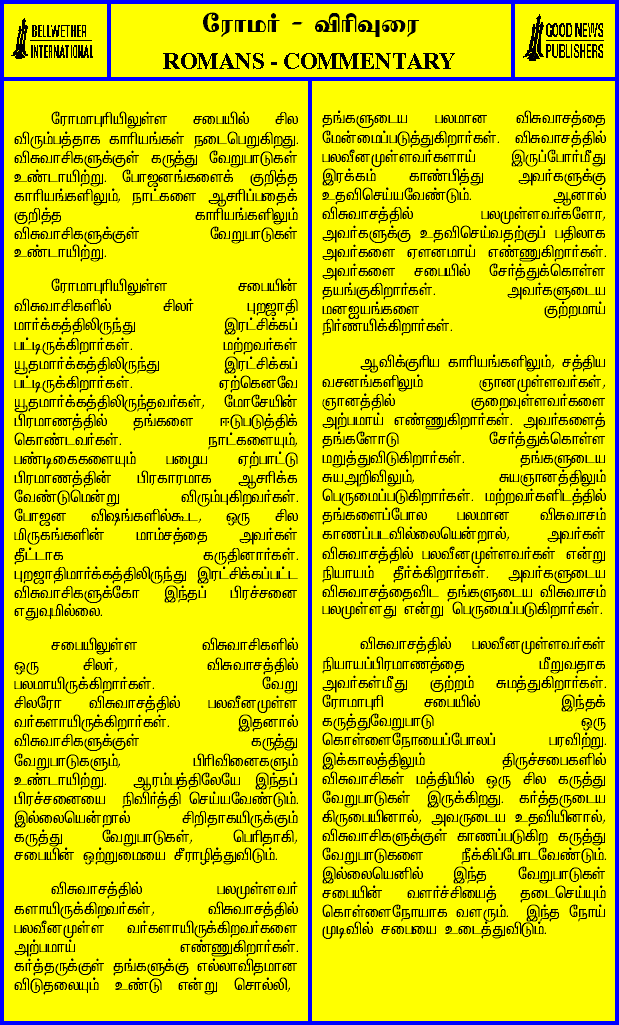 BELLWETHER
INTERNATIONAL
ரோமர் - விரிவுரை
ROMANS - COMMENTARY
GOOD NEWS
PUBLISHERS
ரோமாபுரியிலுள்ள சபையில் சில
விரும்பத்தாக காரியங்கள் நடைபெறுகிறது.
விசுவாசிகளுக்குள் கருத்து வேறுபாடுகள்
உண்டாயிற்று. போஜனங்களைக் குறித்த
காரியங்களிலும், நாட்களை ஆசரிப்பதைக்
குறித்த காரியங்களிலும்
விசுவாசிகளுக்குள் வேறுபாடுகள்
உண்டாயிற்று.
ரோமாபுரியிலுள்ள சபையின்
விசுவாசிகளில் சிலர் புறஜாதி
மார்க்கத்திலிருந்து இரட்சிக்கப்
பட்டிருக்கிறார்கள். மற்றவர்கள்
யூதமார்க்கத்திலிருந்து இரட்சிக்கப்
பட்டிருக்கிறார்கள். ஏற்கெனவே
யூதமார்க்கத்திலிருந்தவர்கள், மோசேயின்
பிரமாணத்தில் தங்களை ஈடுபடுத்திக்
கொண்டவர்கள். நாட்களையும்,
பண்டிகைகளையும் பழைய ஏற்பாட்டு
பிரமாணத்தின் பிரகாரமாக ஆசரிக்க
வேண்டுமென்று விரும்புகிறவர்கள்.
போஜன விஷங்களில்கூட, ஒரு சில
மிருகங்களின் மாம்சத்தை அவர்கள்
தீட்டாக கருதினார்கள்.
புறஜாதிமார்க்கத்திலிருந்து இரட்சிக்கப்பட்ட
விசுவாசிகளுக்கோ இந்தப் பிரச்சனை
எதுவுமில்லை.
சபையிலுள்ள விசுவாசிகளில்
ஒரு சிலர், விசுவாசத்தில்
பலமாயிருக்கிறார்கள். வேறு
சிலரோ விசுவாசத்தில் பலவீனமுள்ள
வர்களாயிருக்கிறார்கள். இதனால்
விசுவாசிகளுக்குள் கருத்து
வேறுபாடுகளும், பிரிவினைகளும்
உண்டாயிற்று. ஆரம்பத்திலேயே இந்தப்
பிரச்சனையை நிவிர்த்தி செய்யவேண்டும்.
இல்லையென்றால் சிறிதாகயிருக்கும்
கருத்து வேறுபாடுகள், பெரிதாகி,
சபையின் ஒற்றுமையை சீரழித்துவிடும்.
விசுவாசத்தில் பலமுள்ளவர்
களாயிருக்கிறவர்கள், விசுவாசத்தில்
பலவீனமுள்ள வர்களாயிருக்கிறவர்களை
அற்பமாய் எண்ணுகிறார்கள்.
கர்த்தருக்குள் தங்களுக்கு எல்லாவிதமான
விடுதலையும் உண்டு என்று சொல்லி,
தங்களுடைய பலமான விசுவாசத்தை
மேன்மைப்படுத்துகிறார்கள். விசுவாசத்தில்
பலவீனமுள்ளவர்களாய் இருப்போர்மீது
இரக்கம் காண்பித்து அவர்களுக்கு
உதவிசெய்யவேண்டும். ஆனால்
விசுவாசத்தில் பலமுள்ளவர்களோ,
அவர்களுக்கு உதவிசெய்வதற்குப் பதிலாக
அவர்களை ஏளனமாய் எண்ணுகிறார்கள்.
அவர்களை சபையில் சேர்த்துக்கொள்ள
தயங்குகிறார்கள். அவர்களுடைய
மனஐயங்களை குற்றமாய்
நிர்ணயிக்கிறார்கள்.
ஆவிக்குரிய காரியங்களிலும், சத்திய
வசனங்களிலும் ஞானமுள்ளவர்கள்,
ஞானத்தில் குறைவுள்ளவர்களை
அற்பமாய் எண்ணுகிறார்கள். அவர்களைத்
தங்களோடு சேர்த்துக்கொள்ள
மறுத்துவிடுகிறார்கள். தங்களுடைய
சுயஅறிவிலும், சுயஞானத்திலும்
பெருமைப்படுகிறார்கள். மற்றவர்களிடத்தில்
தங்களைப்போல பலமான விசுவாசம்
காணப்படவில்லையென்றால், அவர்கள்
விசுவாசத்தில் பலவீனமுள்ளவர்கள் என்று
நியாயம் தீர்க்கிறார்கள். அவர்களுடைய
விசுவாசத்தைவிட தங்களுடைய விசுவாசம்
பலமுள்ளது என்று பெருமைப்படுகிறார்கள்.
விசுவாசத்தில் பலவீனமுள்ளவர்கள்
நியாயப்பிரமாணத்தை மீறுவதாக
அவர்கள்மீது குற்றம் சுமத்துகிறார்கள்.
ரோமாபுரி சபையில் இந்தக்
கருத்துவேறுபாடு ஒரு
கொள்ளைநோயைப்போலப் பரவிற்று.
இக்காலத்திலும் திருச்சபைகளில்
விசுவாசிகள் மத்தியில் ஒரு சில கருத்து
வேறுபாடுகள் இருக்கிறது. கர்த்தருடைய
கிருபையினால், அவருடைய உதவியினால்,
விசுவாசிகளுக்குள் காணப்படுகிற கருத்து
வேறுபாடுகளை நீக்கிப்போடவேண்டும்.
இல்லையெனில் இந்த வேறுபாடுகள்
சபையின் வளர்ச்சியைத் தடைசெய்யும்
கொள்ளைநோயாக வளரும். இந்த நோய்
முடிவில் சபையை உடைத்துவிடும்.